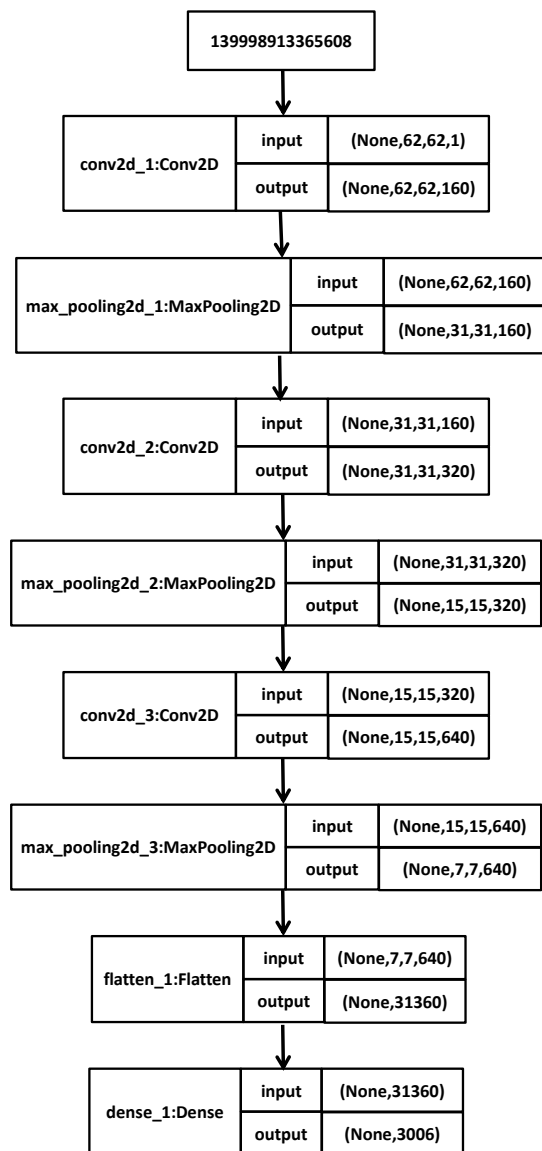 139998913365608
conv2d_1:Conv2D
input
(None,62,62,1)
output
(None,62,62,160)
max_pooling2d_1:MaxPooling2D
input
(None,62,62,160)
output
(None,31,31,160)
conv2d_2:Conv2D
input
(None,31,31,160)
output
(None,31,31,320)
max_pooling2d_2:MaxPooling2D
input
(None,31,31,320)
output
(None,15,15,320)
conv2d_3:Conv2D
input
(None,15,15,320)
output
(None,15,15,640)
max_pooling2d_3:MaxPooling2D
input
(None,15,15,640)
output
(None,7,7,640)
flatten_1:Flatten
input
(None,7,7,640)
output
(None,31360)
dense_1:Dense
input
(None,31360)
output
(None,3006)